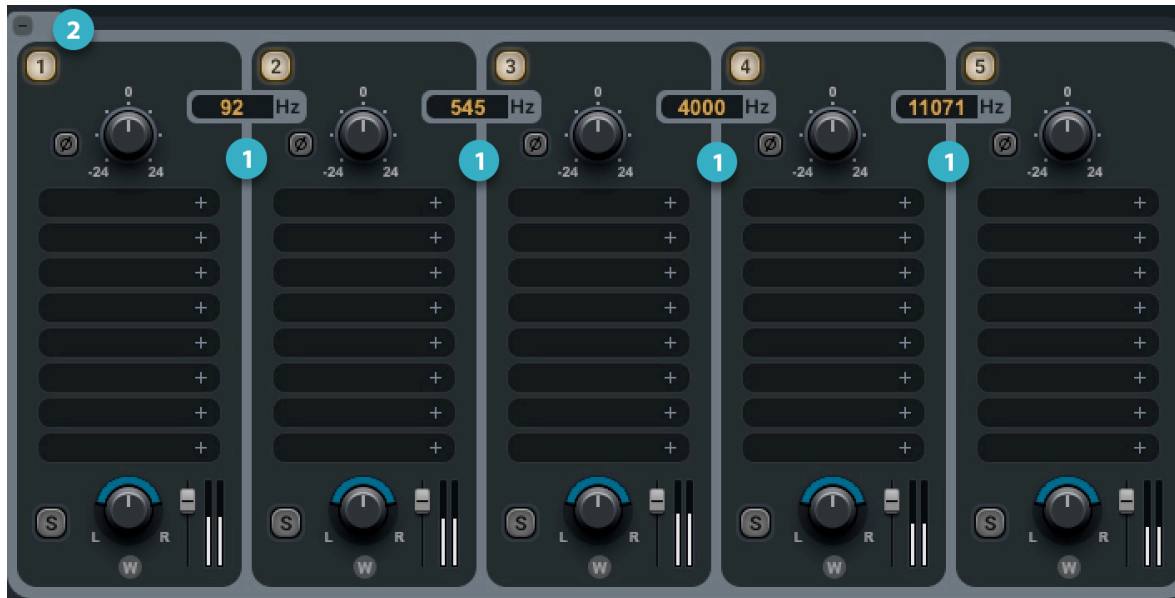 2
1 2 3 4 5
0 92 Hz 0 545 Hz 0 4000 Hz 0 11071 Hz 0
Ø Ø Ø Ø Ø
1 1 1 1
-24 24 -24 24 -24 24 -24 24 -24 24
+ + + + +
+ + + + +
+ + + + +
+ + + + +
+ + + + +
+ + + + +
+ + + + +
+ + + + +
S L R S L R S L R S L R S L R
W W W W W